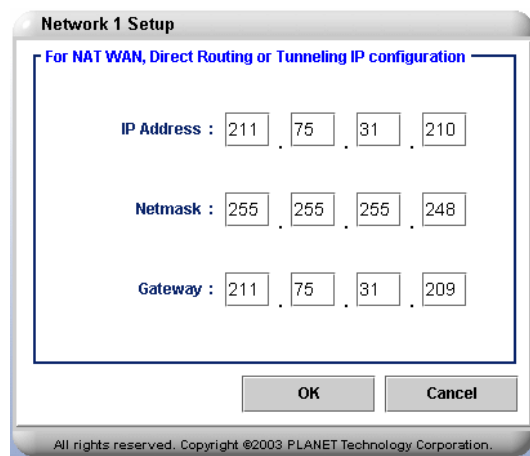 Network 1 Setup
For NAT WAN, Direct Routing or Tunneling IP configuration
IP Address : 211 . 75 . 31 . 210
Netmask : 255 . 255 . 255 . 248
Gateway : 211 . 75 . 31 . 209
OK Cancel
All rights reserved. Copyright ©2003 PLANET Technology Corporation.